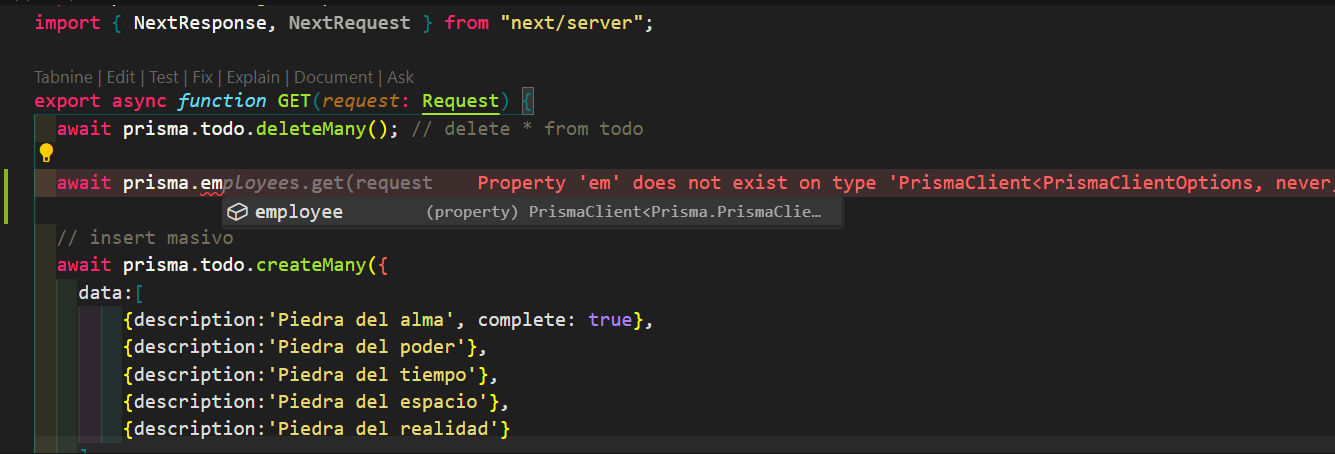 import { NextResponse, NextRequest } from "next/server";
Tabnine | Edit | Test | Fix | Explain | Document | Ask
export async function GET(request: Request) {
await prisma.todo.deleteMany(); // delete * from todo
await prisma.employees.get(request Property 'em' does not exist on type 'PrismaClient<PrismaClientOptions, never,
employee (property) PrismaClient<Prisma.PrismaClie…
// insert masivo
await prisma.todo.createMany({
data:[
{description:'Piedra del alma', complete: true},
{description:'Piedra del poder'},
{description:'Piedra del tiempo'},
{description:'Piedra del espacio'},
{description:'Piedra del realidad'}